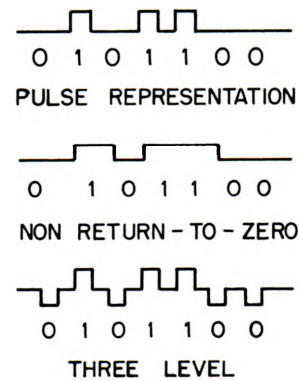 0 1 0 1 1 0 0
PULSE REPRESENTATION
0 1 0 1 1 0 0
NON RETURN-TO-ZERO
0 1 0 1 1 0 0
THREE LEVEL